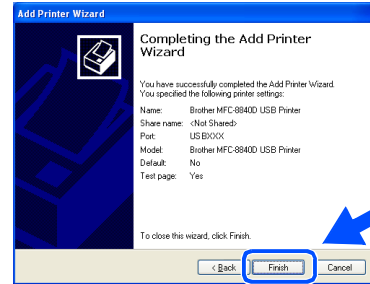 Add Printer Wizard
Completing the Add Printer
Wizard
You have successfully completed the Add Printer Wizard.
You specified the following printer settings:
Name: Brother MFC-8840D USB Printer
Share name: <Not Shared>
Port: USBXXX
Model: Brother MFC-8840D USB Printer
Default: No
Test page: Yes
To close this wizard, click Finish.
< Back Finish Cancel